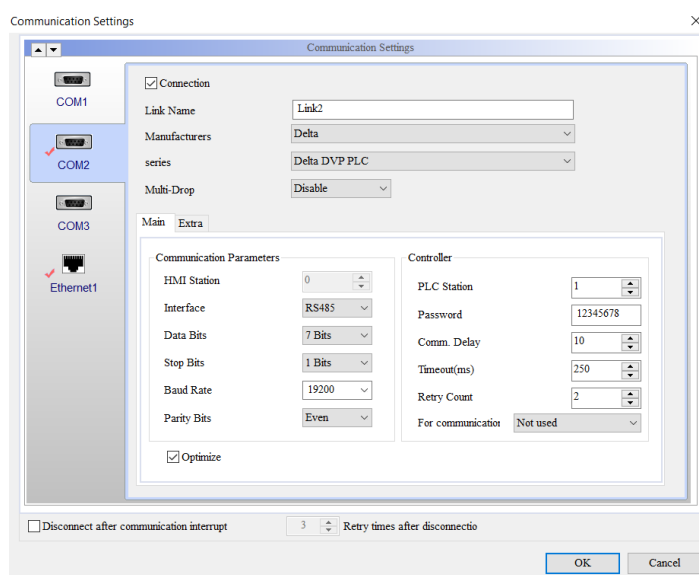 Communication Settings
Communication Settings
COM1
COM2
COM3
Ethernet1
Connection
Link Name Link2
Manufacturers Delta
series Delta DVP PLC
Multi-Drop Disable
Main Extra
Communication Parameters
HMI Station 0
Interface RS485
Data Bits 7 Bits
Stop Bits 1 Bits
Baud Rate 19200
Parity Bits Even
Optimize
Controller
PLC Station 1
Password 12345678
Comm. Delay 10
Timeout(ms) 250
Retry Count 2
For communication Not used
Disconnect after communication interrupt 3 Retry times after disconnectio
OK Cancel